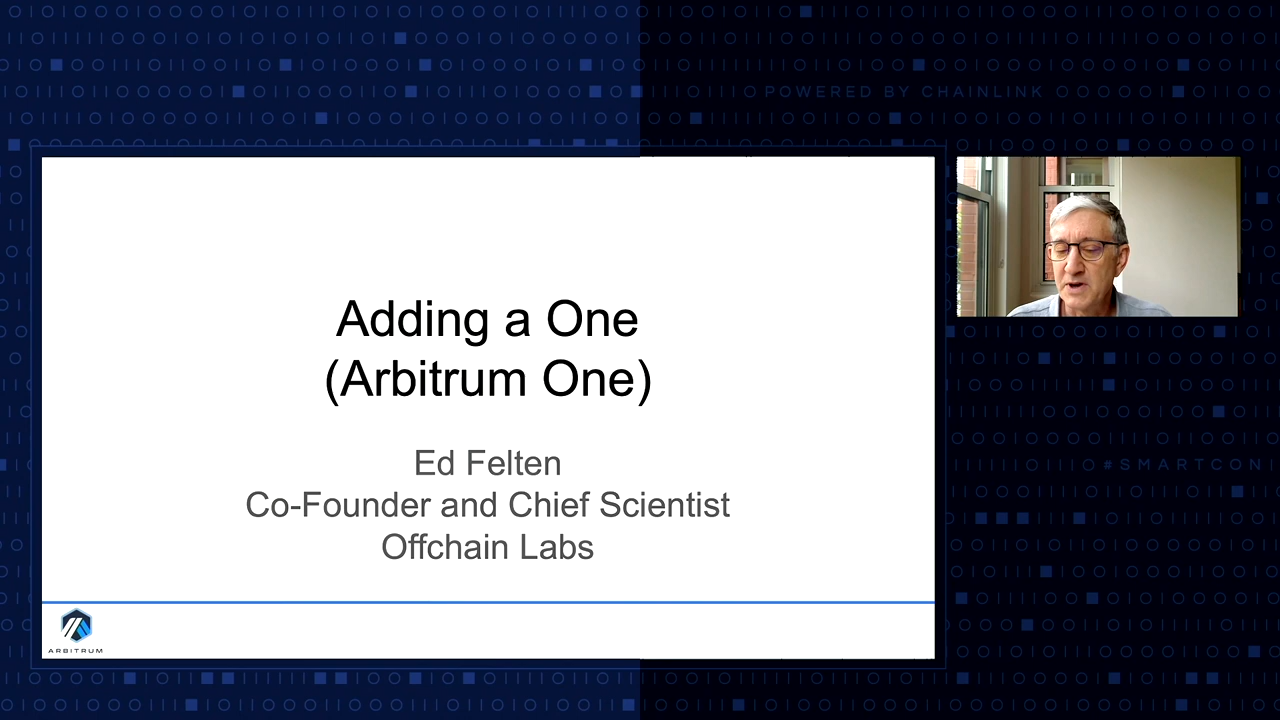 POWERED BY CHAINLINK
Adding a One
(Arbitrum One)
Ed Felten
Co-Founder and Chief Scientist
Offchain Labs
ARBITRUM
#SMARTCON